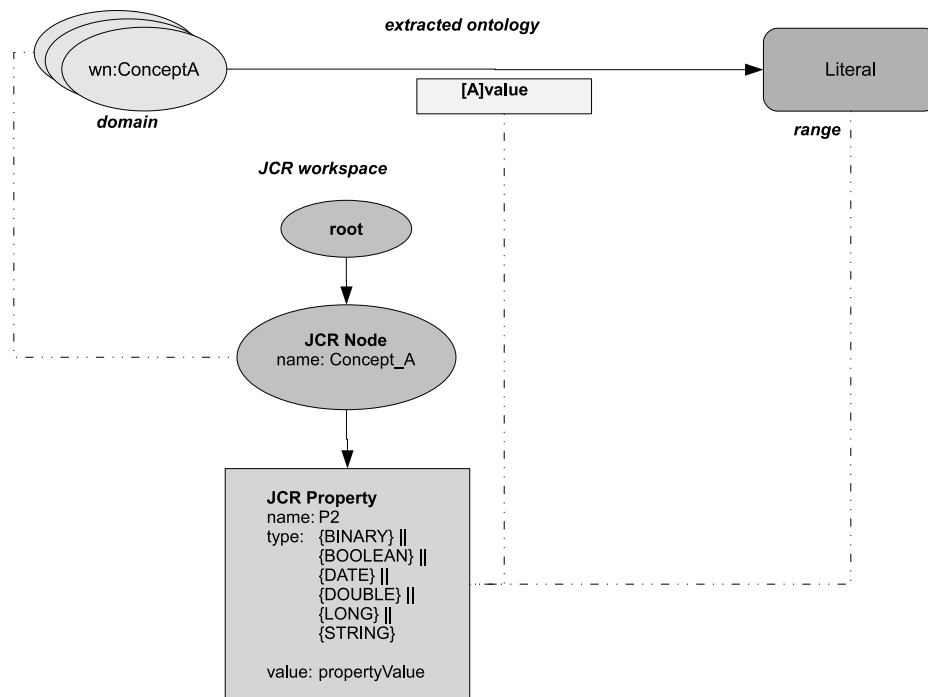 extracted ontology
wn:ConceptA
Literal
[A]value
domain
range
JCR workspace
root
JCR Node
name: Concept_A
JCR Property
name: P2
type: {BINARY} ||
{BOOLEAN} ||
{DATE} ||
{DOUBLE} ||
{LONG} ||
{STRING}
value: propertyValue